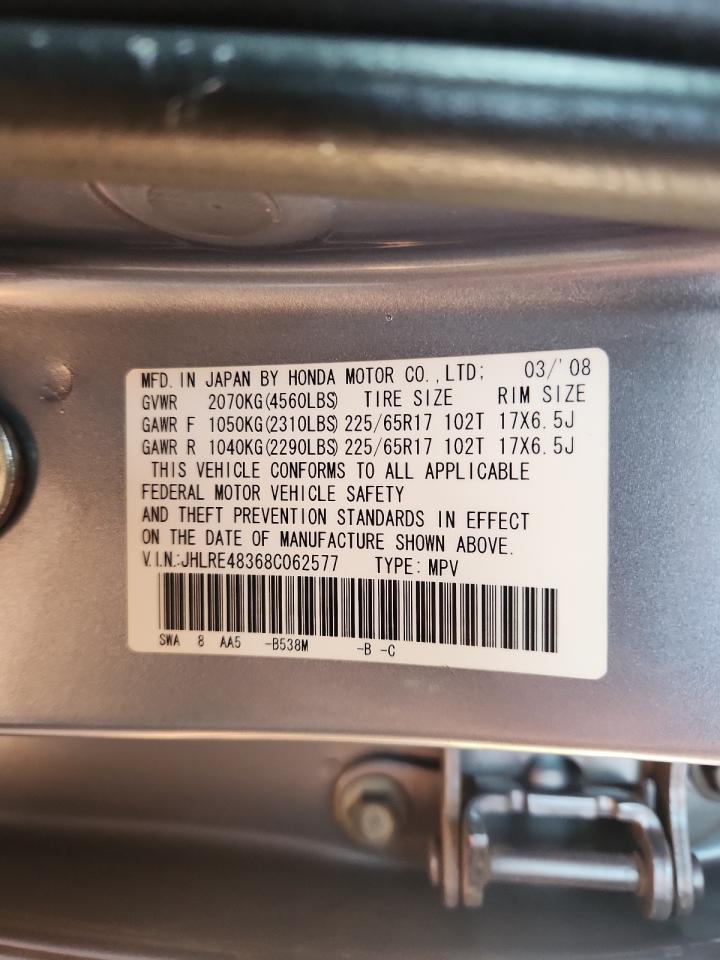 MFD. IN JAPAN BY HONDA MOTOR CO.,LTD; 03/'08
GVWR 2070KG(4560LBS) TIRE SIZE RIM SIZE
GAWR F 1050KG(2310LBS) 225/65R17 102T 17X6.5J
GAWR R 1040KG(2290LBS) 225/65R17 102T 17X6.5J
THIS VEHICLE CONFORMS TO ALL APPLICABLE
FEDERAL MOTOR VEHICLE SAFETY
AND THEFT PREVENTION STANDARDS IN EFFECT
ON THE DATE OF MANUFACTURE SHOWN ABOVE.
V.I.N.:JHLRE48368C062577 TYPE: MPV
SWA 8 AA5 -B538M -B -C